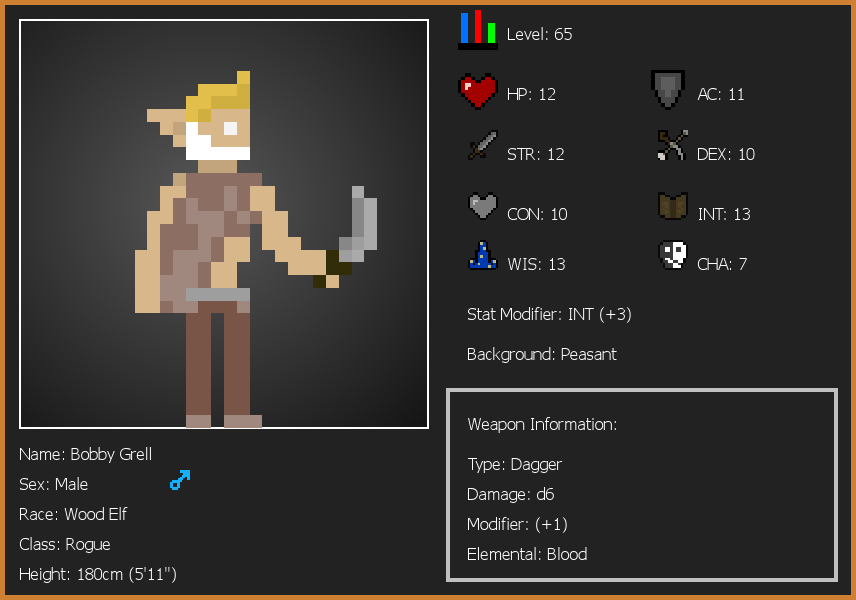 Level: 65
HP: 12
AC: 11
STR: 12
DEX: 10
CON: 10
INT: 13
WIS: 13
CHA: 7
Stat Modifier: INT (+3)
Background: Peasant
Weapon Information:
Type: Dagger
Damage: d6
Modifier: (+1)
Elemental: Blood
Name: Bobby Grell
Sex: Male
Race: Wood Elf
Class: Rogue
Height: 180cm (5'11")